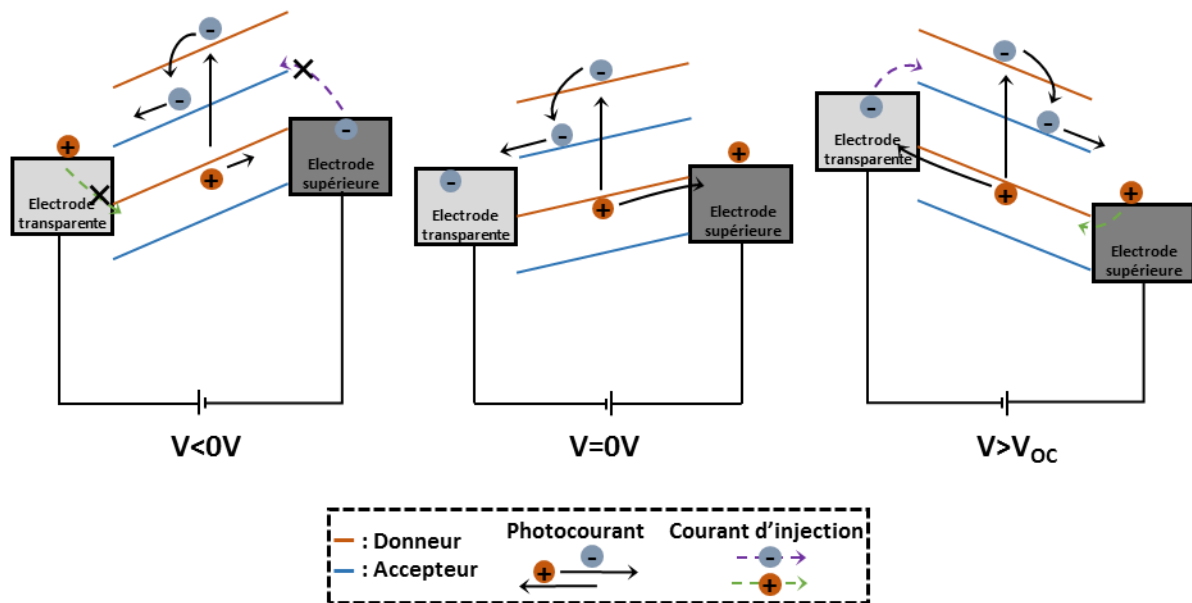 Electrode
transparente
Electrode
supérieure
V<0V
Electrode
transparente
Electrode
supérieure
V=0V
Electrode
transparente
Electrode
supérieure
V>VOC
: Donneur
: Accepteur
Photocourant
Courant d’injection